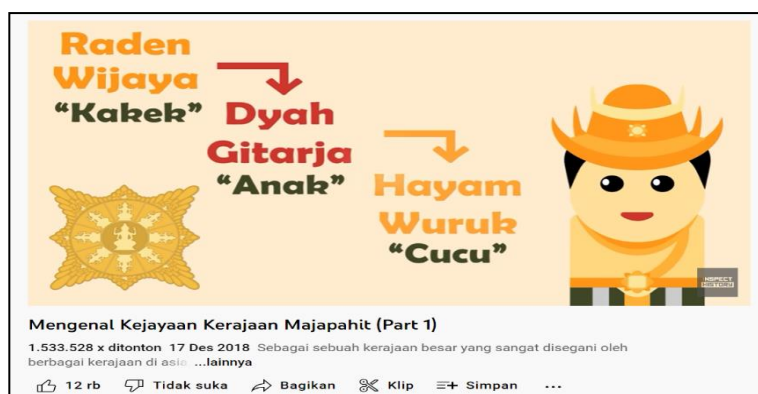 Raden
Wijaya
“Kakek”
Dyah
Gitarja
“Anak”
Hayam
Wuruk
“Cucu”
INSPECT
HISTORY
Mengenal Kejayaan Kerajaan Majapahit (Part 1)
1.533.528 x ditonton 17 Des 2018 Sebagai sebuah kerajaan besar yang sangat disegani oleh
berbagai kerajaan di asia ...lainnya
12 rb Tidak suka Bagikan Klip Simpan ...